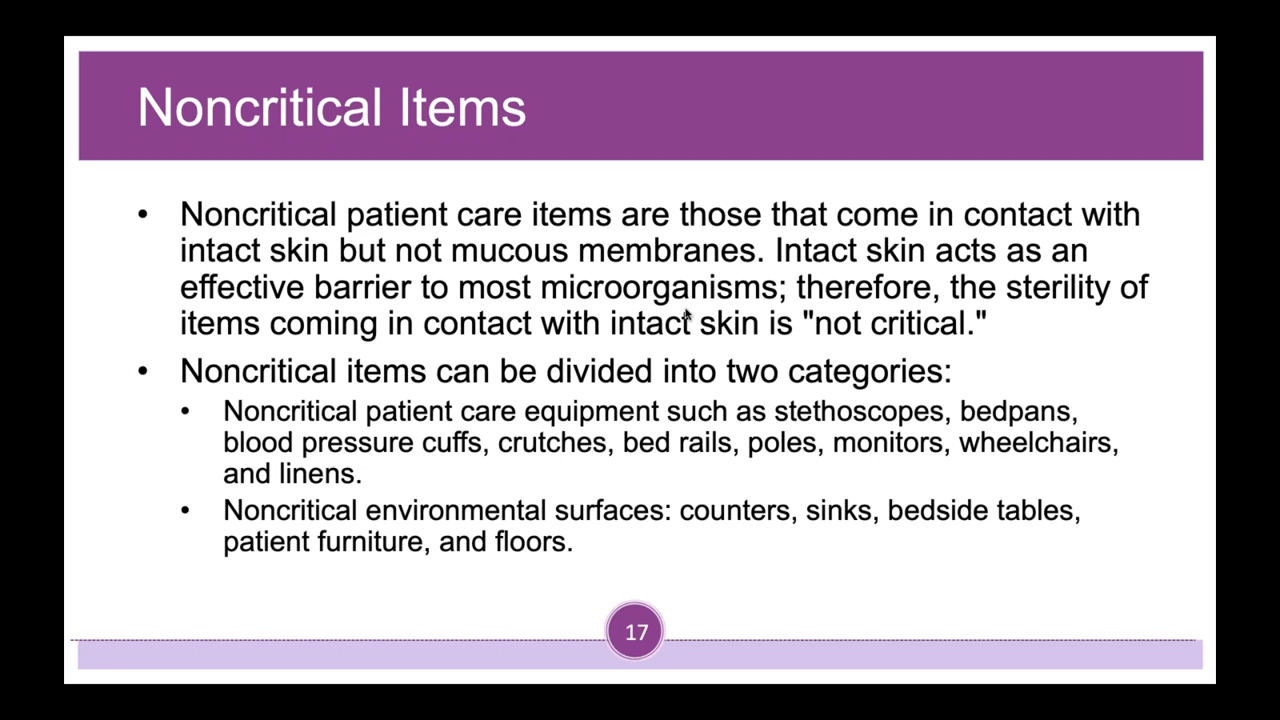 Noncritical Items
• Noncritical patient care items are those that come in contact with
intact skin but not mucous membranes. Intact skin acts as an
effective barrier to most microorganisms; therefore, the sterility of
items coming in contact with intact skin is "not critical."
• Noncritical items can be divided into two categories:
• Noncritical patient care equipment such as stethoscopes, bedpans,
blood pressure cuffs, crutches, bed rails, poles, monitors, wheelchairs,
and linens.
• Noncritical environmental surfaces: counters, sinks, bedside tables,
patient furniture, and floors.
17